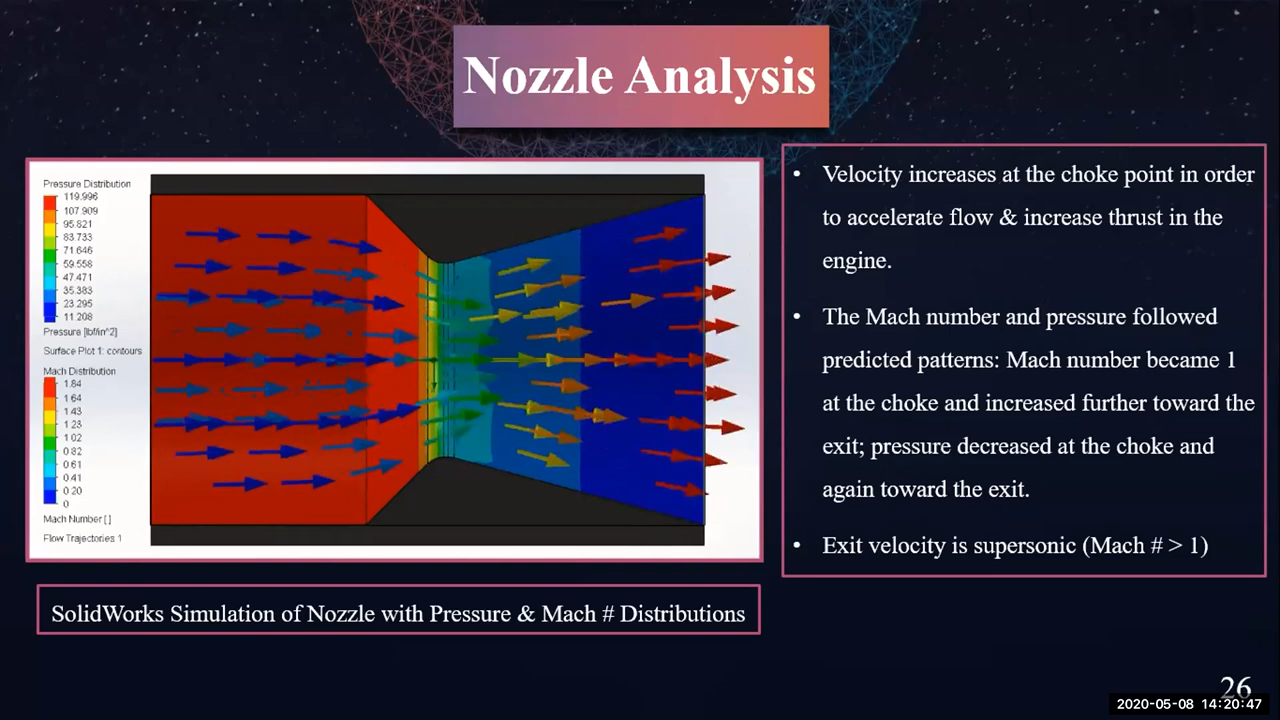 Nozzle Analysis
Pressure Distribution
119.996
107.909
95.821
83.733
71.646
59.558
47.471
35.383
23.295
11.208
Pressure [lbf/in^2]
Surface Plot 1: contours
Mach Distribution
1.84
1.64
1.43
1.23
1.02
0.82
0.61
0.41
0.20
0
Mach Number [ ]
Flow Trajectories 1
• Velocity increases at the choke point in order
to accelerate flow & increase thrust in the
engine.
• The Mach number and pressure followed
predicted patterns: Mach number became 1
at the choke and increased further toward the
exit; pressure decreased at the choke and
again toward the exit.
• Exit velocity is supersonic (Mach # > 1)
SolidWorks Simulation of Nozzle with Pressure & Mach # Distributions
26
2020-05-08 14:20:47